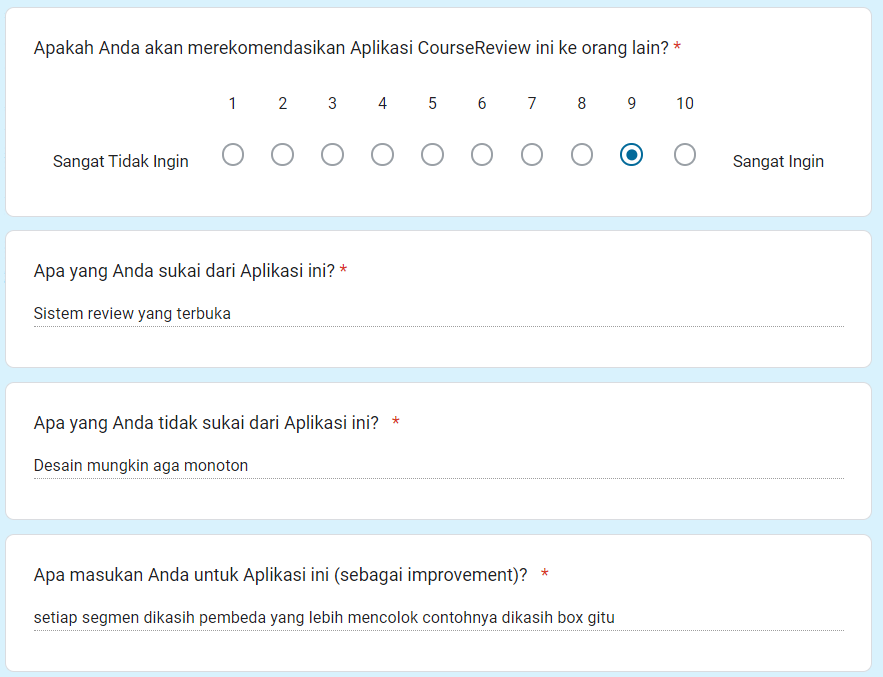 Apakah Anda akan merekomendasikan Aplikasi CourseReview ini ke orang lain? *
1 2 3 4 5 6 7 8 9 10
Sangat Tidak Ingin Sangat Ingin
Apa yang Anda sukai dari Aplikasi ini? *
Sistem review yang terbuka
Apa yang Anda tidak sukai dari Aplikasi ini? *
Desain mungkin aga monoton
Apa masukan Anda untuk Aplikasi ini (sebagai improvement)? *
setiap segmen dikasih pembeda yang lebih mencolok contohnya dikasih box gitu